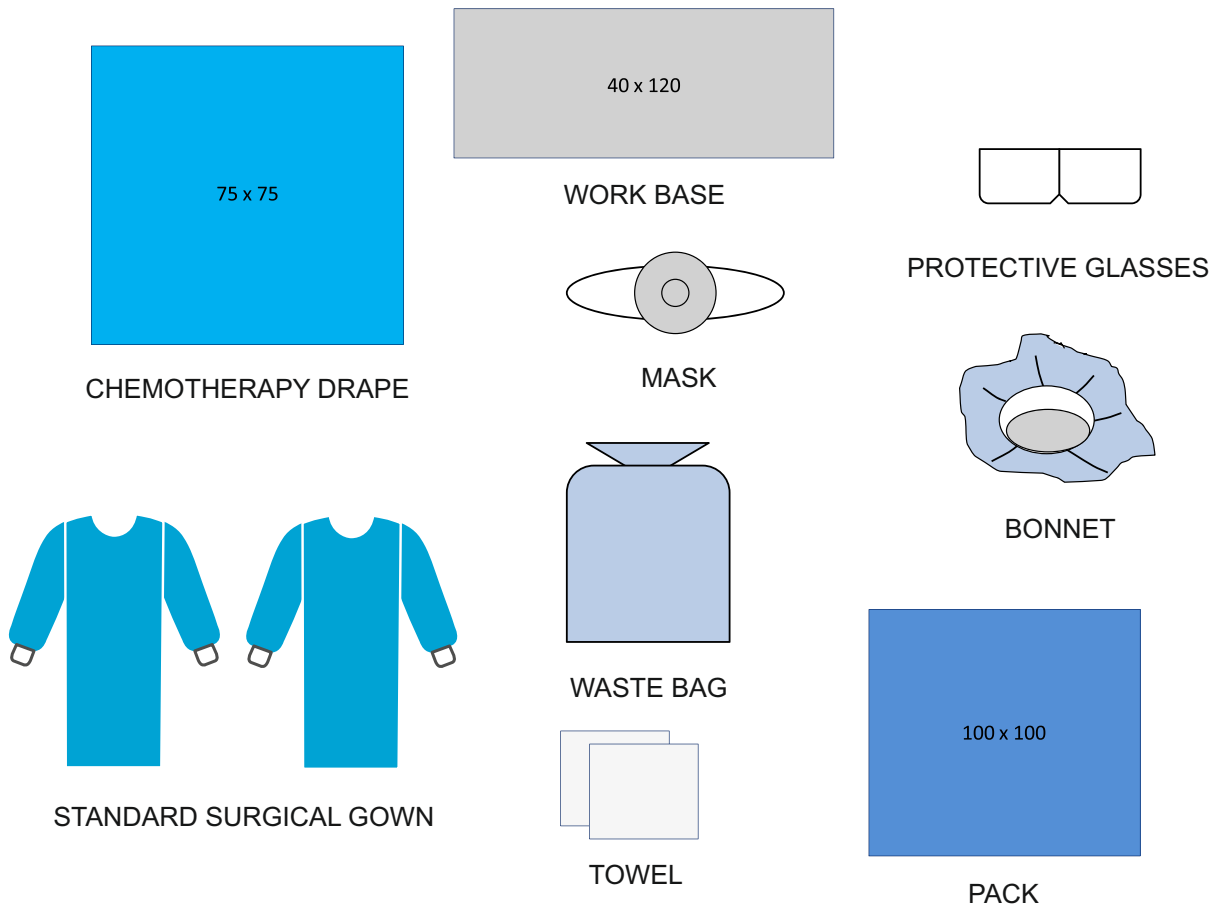 75 x 75
CHEMOTHERAPY DRAPE
40 x 120
WORK BASE
PROTECTIVE GLASSES
MASK
BONNET
WASTE BAG
STANDARD SURGICAL GOWN
TOWEL
100 x 100
PACK